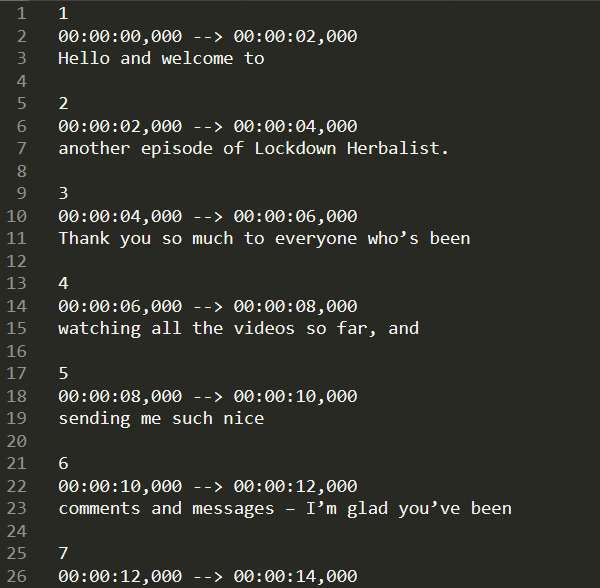 1 1
2 00:00:00,000 --> 00:00:02,000
3 Hello and welcome to
4
5 2
6 00:00:02,000 --> 00:00:04,000
7 another episode of Lockdown Herbalist.
8
9 3
10 00:00:04,000 --> 00:00:06,000
11 Thank you so much to everyone who’s been
12
13 4
14 00:00:06,000 --> 00:00:08,000
15 watching all the videos so far, and
16
17 5
18 00:00:08,000 --> 00:00:10,000
19 sending me such nice
20
21 6
22 00:00:10,000 --> 00:00:12,000
23 comments and messages – I’m glad you’ve been
24
25 7
26 00:00:12,000 --> 00:00:14,000